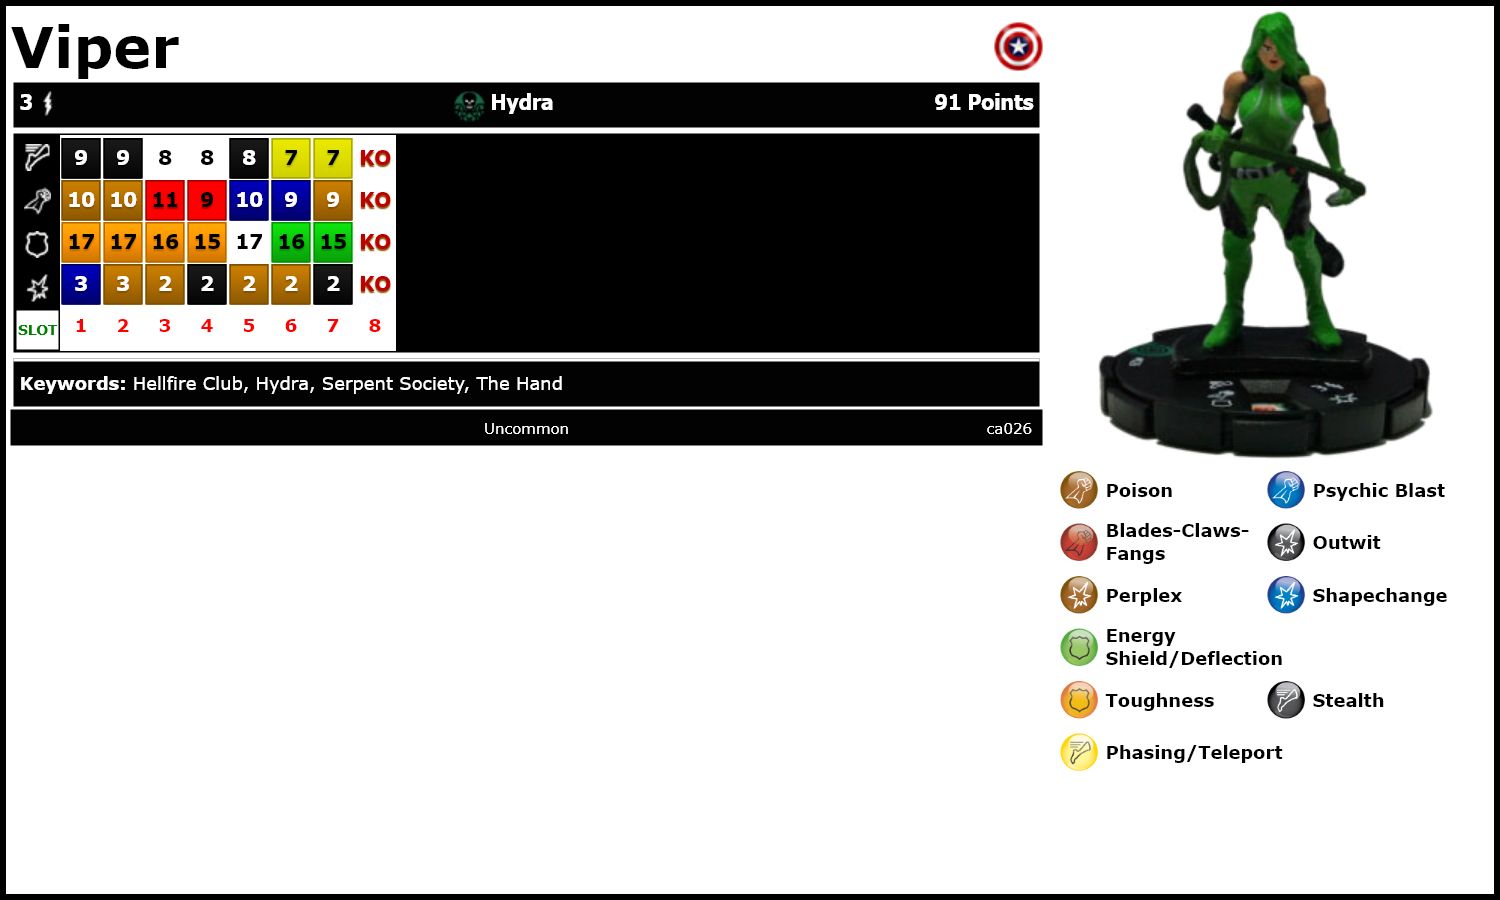 Viper
3 Hydra 91 Points
9 9 8 8 8 7 7 KO
10 10 11 9 10 9 9 KO
17 17 16 15 17 16 15 KO
3 3 2 2 2 2 2 KO
SLOT 1 2 3 4 5 6 7 8
Keywords: Hellfire Club, Hydra, Serpent Society, The Hand
Uncommon ca026
Poison Psychic Blast
Blades-Claws-
Fangs
Outwit
Perplex Shapechange
Energy
Shield/Deflection
Toughness Stealth
Phasing/Teleport